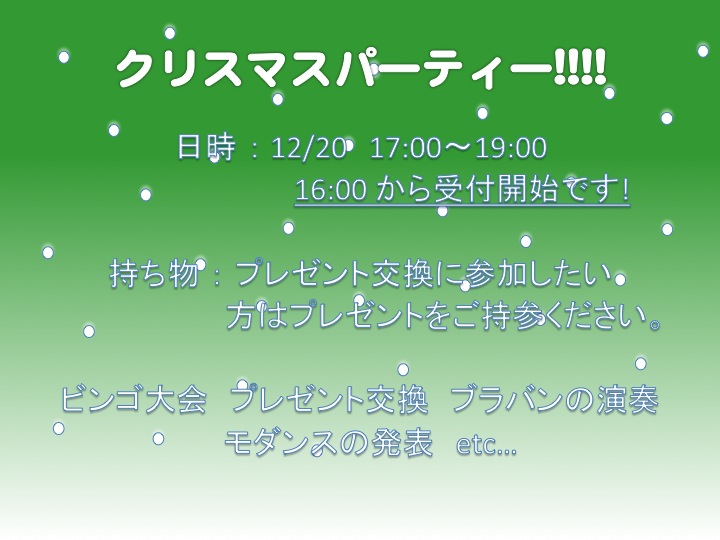 クリスマスパーティー!!!!
日時：12/20 17:00～19:00
16:00 から受付開始です!
持ち物：プレゼント交換に参加したい
方はプレゼントをご持参ください。
ビンゴ大会 プレゼント交換 ブラバンの演奏
モダンスの発表 etc…